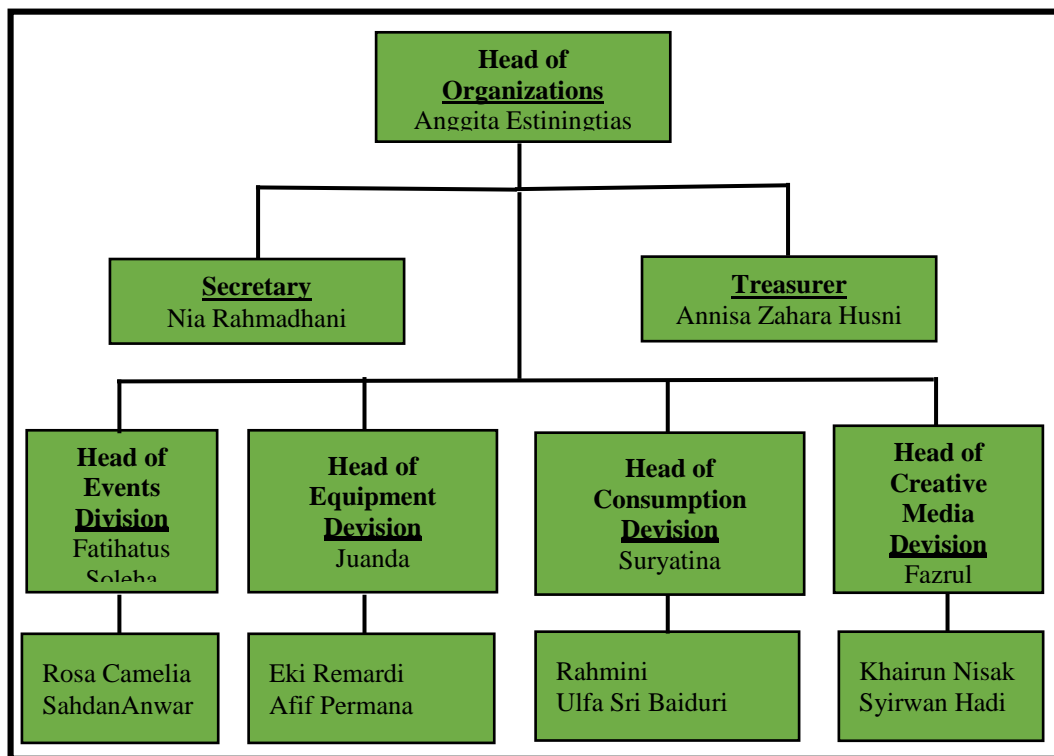 Head of
Organizations
Anggita Estiningtias
Secretary
Nia Rahmadhani
Treasurer
Annisa Zahara Husni
Head of
Events
Division
Fatihatus
Soleha
Head of
Equipment
Devision
Juanda
Head of
Consumption
Devision
Suryatina
Head of
Creative
Media
Devision
Fazrul
Rosa Camelia
SahdanAnwar
Eki Remardi
Afif Permana
Rahmini
Ulfa Sri Baiduri
Khairun Nisak
Syirwan Hadi